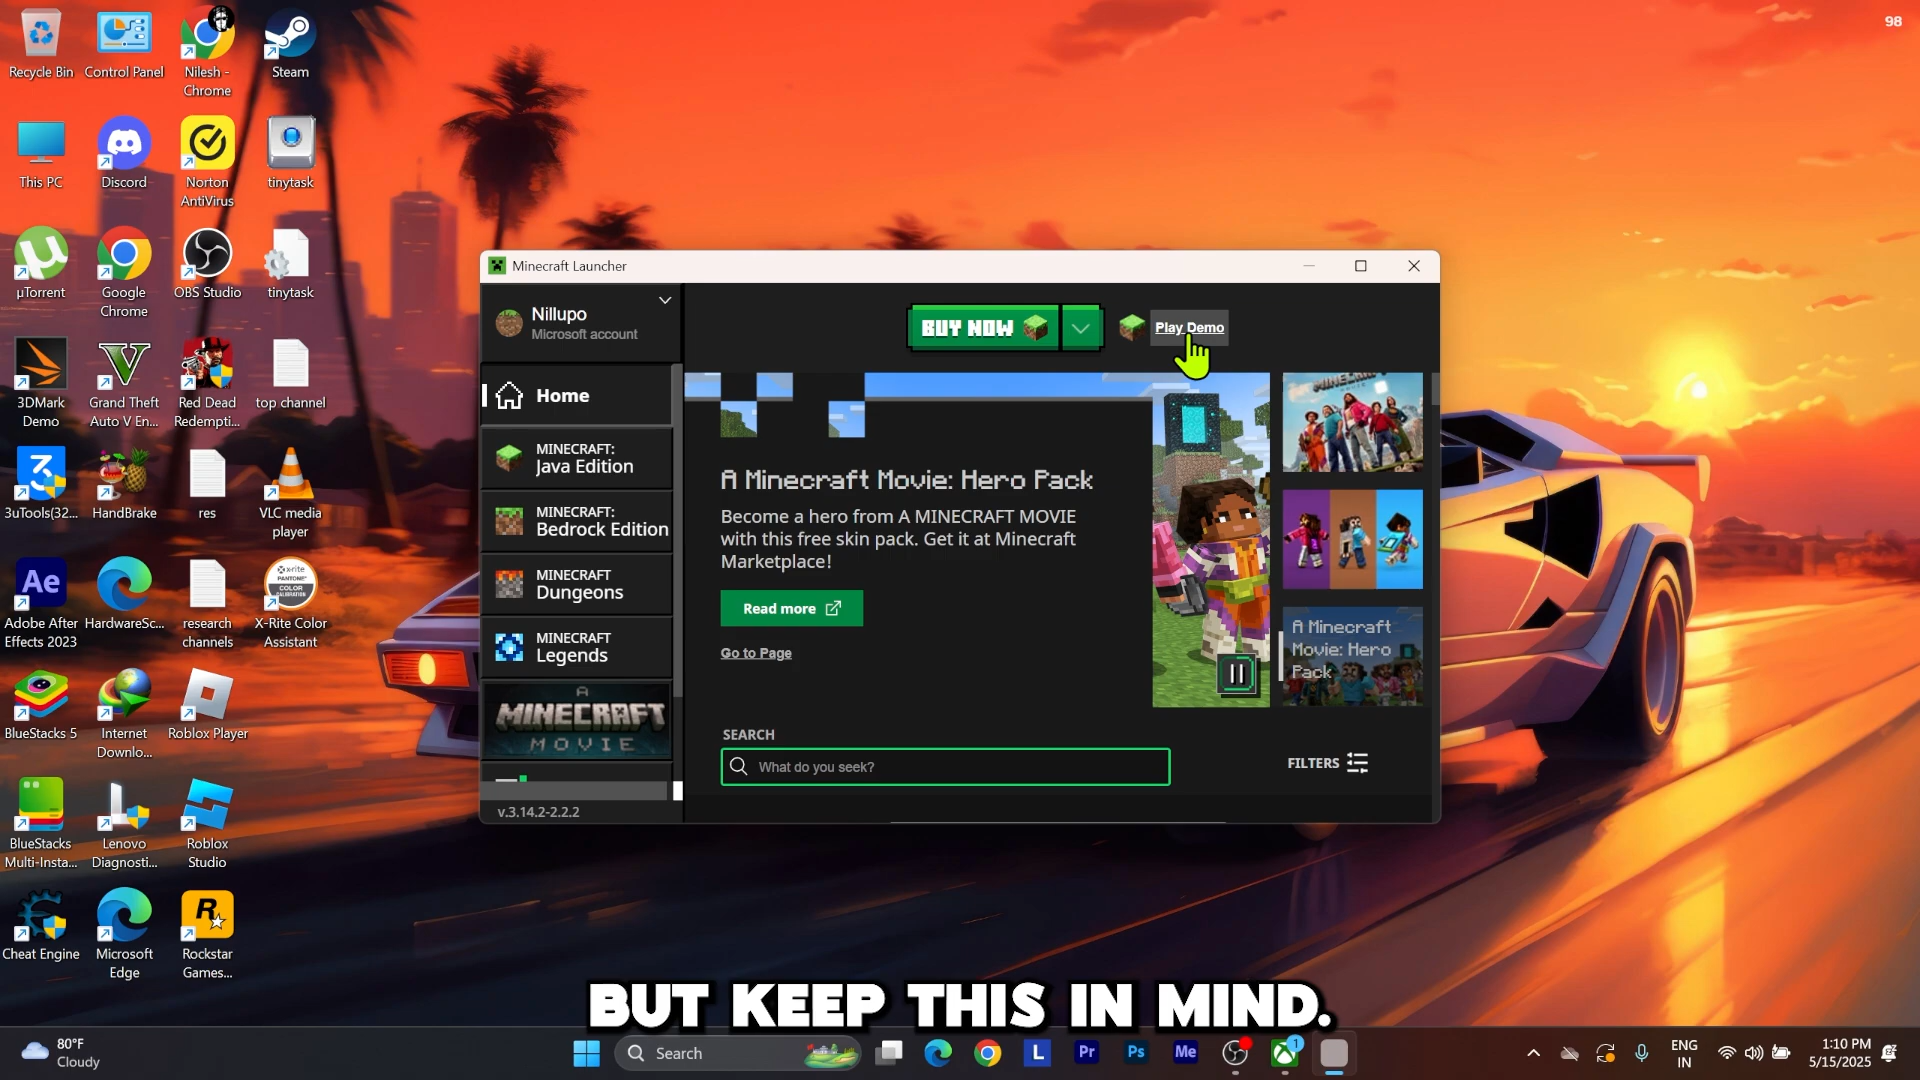 98
Recycle Bin
Control Panel
Nilesh -
Chrome
Steam
This PC
Discord
Norton
AntiVirus
tinytask
µTorrent
Google
Chrome
OBS Studio
tinytask
3DMark
Demo
Grand Theft
Auto V En...
Red Dead
Redempti...
top channel
3uTools(32...
HandBrake
res
VLC media
player
Adobe After
Effects 2023
HardwareSc...
research
channels
X-Rite Color
Assistant
BlueStacks 5
Internet
Downlo...
Roblox Player
BlueStacks
Multi-Insta...
Lenovo
Diagnosti...
Roblox
Studio
Cheat Engine
Microsoft
Edge
Rockstar
Games...
Minecraft Launcher
Nillupo
Microsoft account
BUY NOW
Play Demo
Home
MINECRAFT:
Java Edition
MINECRAFT:
Bedrock Edition
MINECRAFT
Dungeons
MINECRAFT
Legends
A
MINECRAFT
MOVIE
v.3.14.2-2.2.2
A Minecraft Movie: Hero Pack
Become a hero from A MINECRAFT MOVIE
with this free skin pack. Get it at Minecraft
Marketplace!
Read more
Go to Page
A Minecraft
Movie: Hero
Pack
SEARCH
What do you seek?
FILTERS
BUT KEEP THIS IN MIND.
80°F
Cloudy
Search
L
Pr
Ps
Me
1
ENG
IN
1:10 PM
5/15/2025